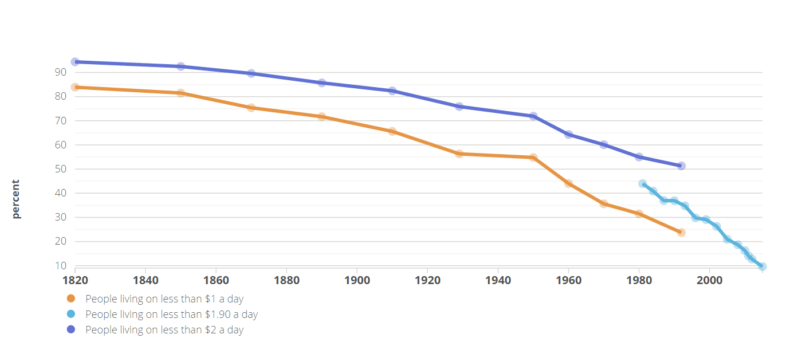 90
80
70
60
50
40
30
20
10
percent
1820 1840 1860 1880 1900 1920 1940 1960 1980 2000
People living on less than $1 a day
People living on less than $1.90 a day
People living on less than $2 a day